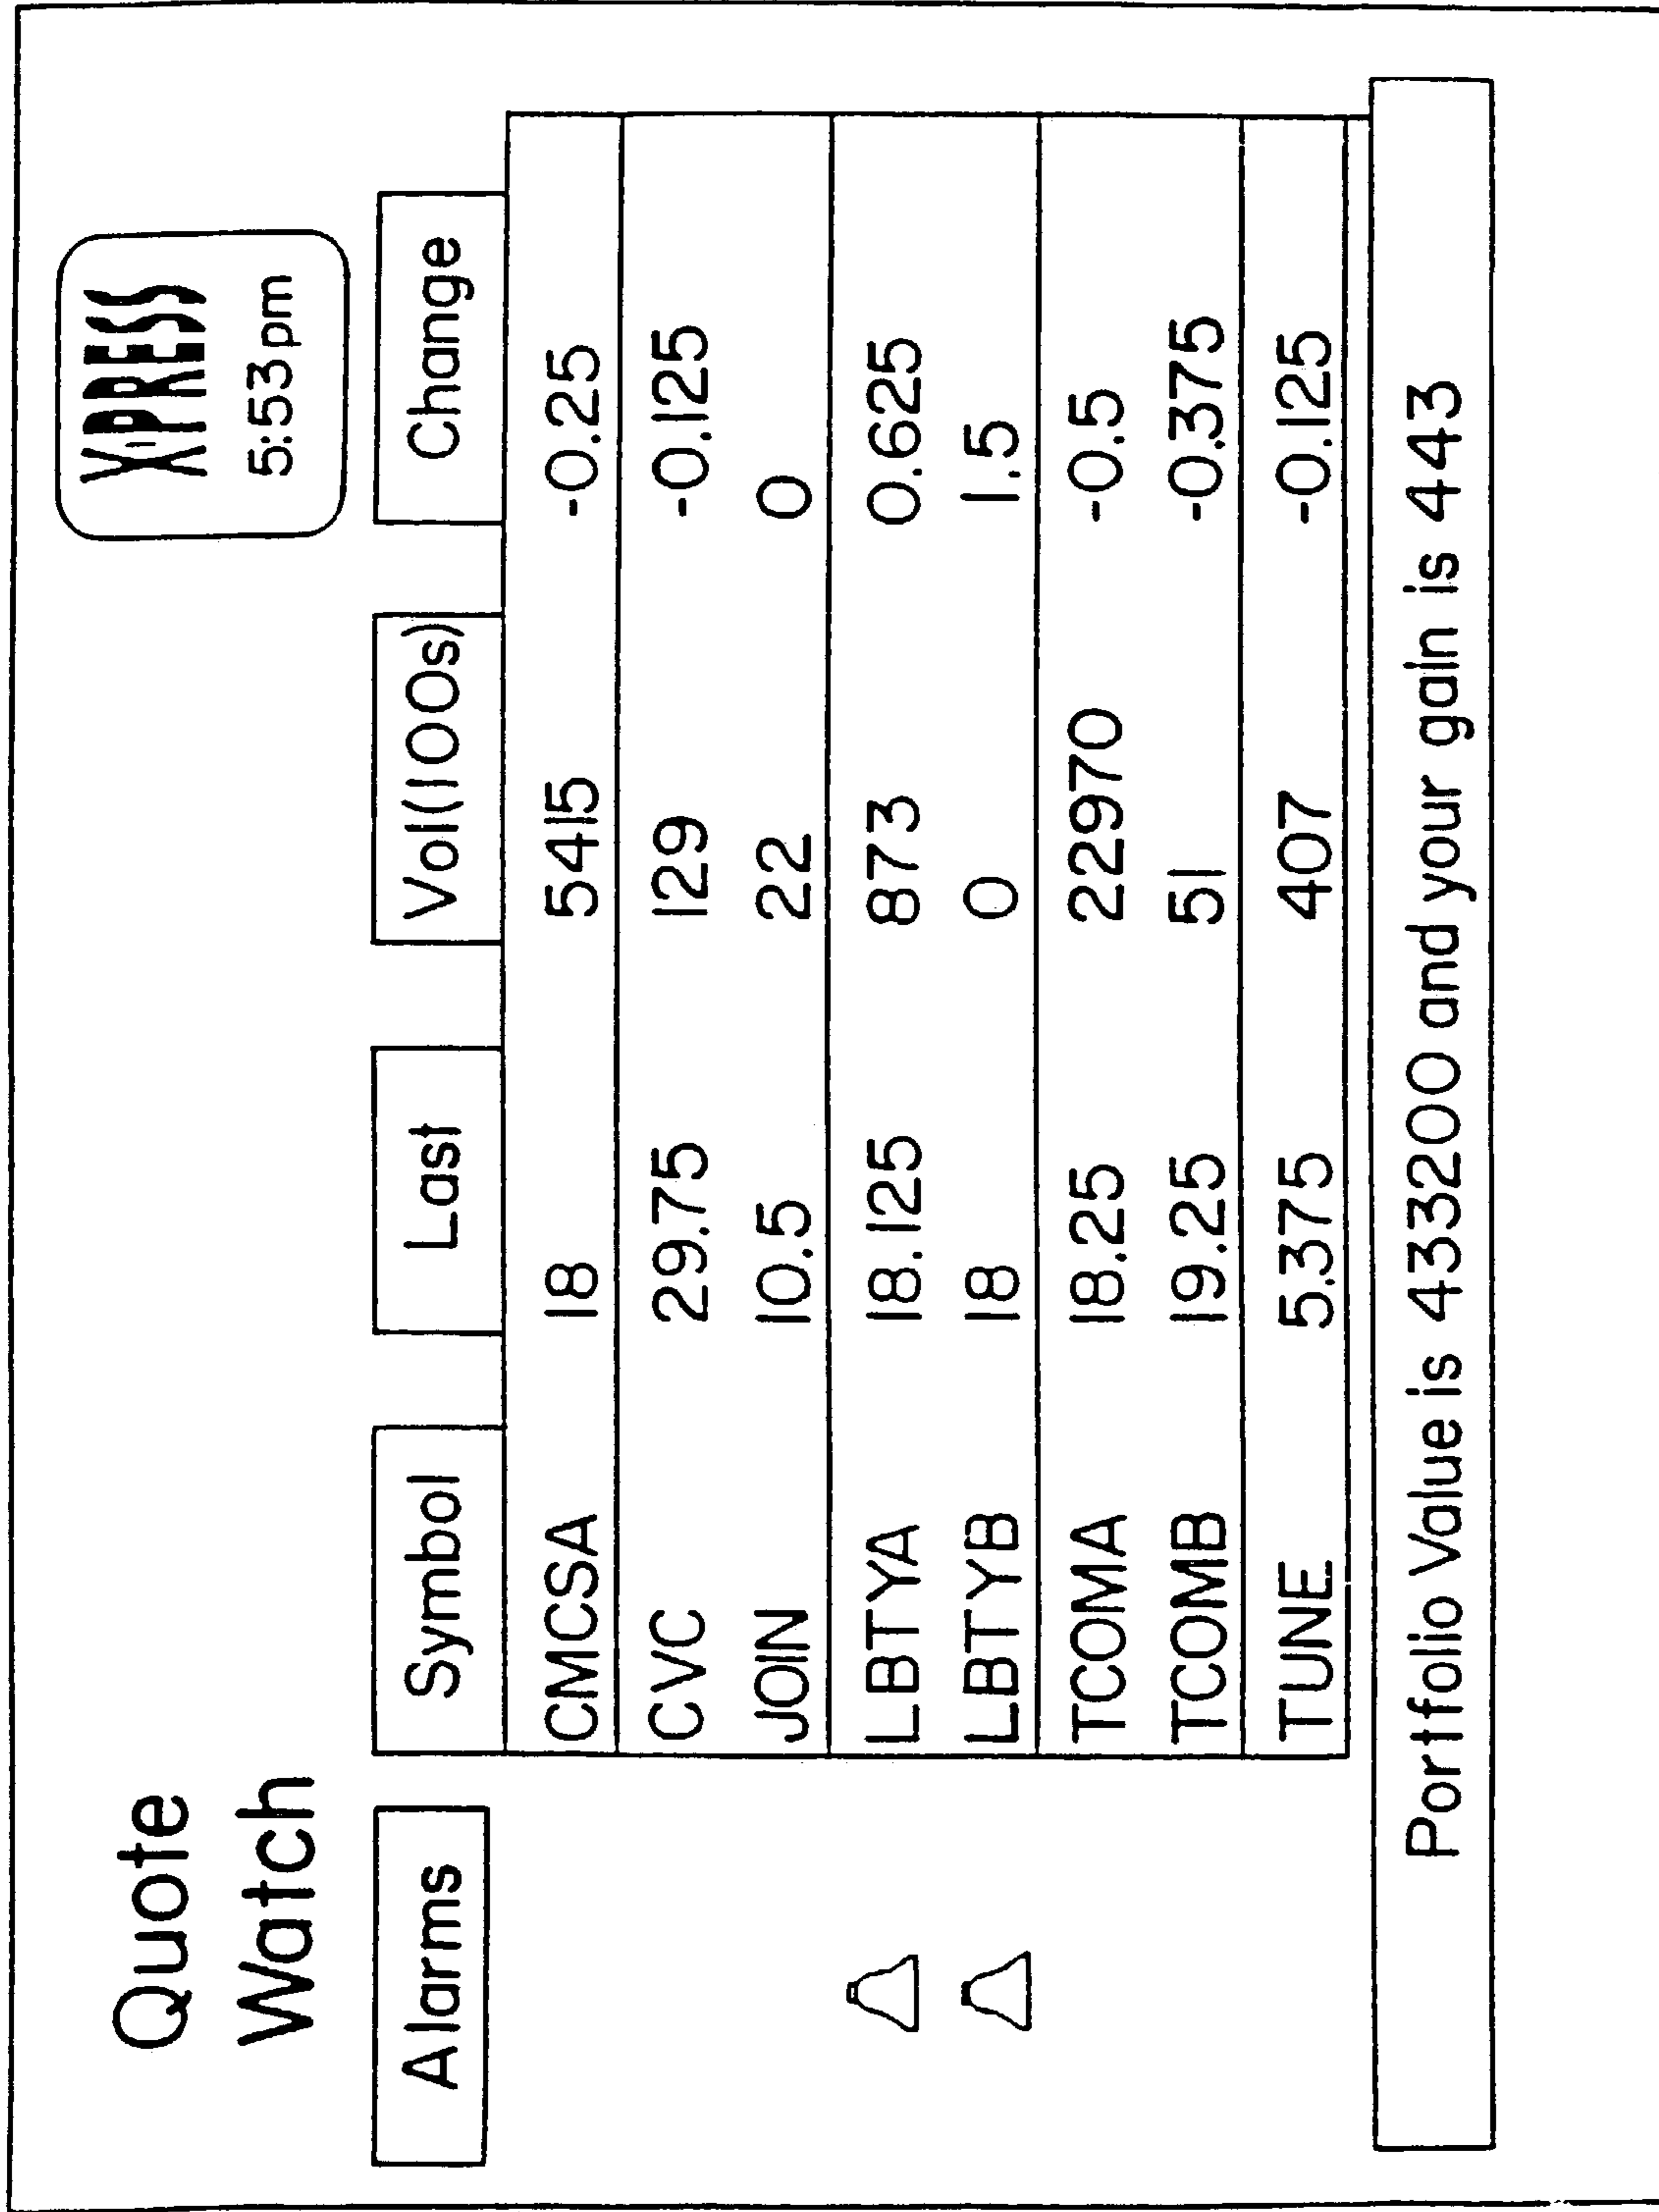 Quote
Watch
XPRESS
5:53pm
Alarms Symbol Last Vol(100s) Change
CMCSA 18 5415 -0.25
CVC 29.75 129 -0.125
JOIN 10.5 22 0
LBTYA 18.125 873 0.625
LBTYB 18 0 1.5
TCOMA 18.25 22970 -0.5
TCOMB 19.25 51 -0.375
TUNE 5.375 407 -0.125
Portfolio Value is 433200 and your gain is 443